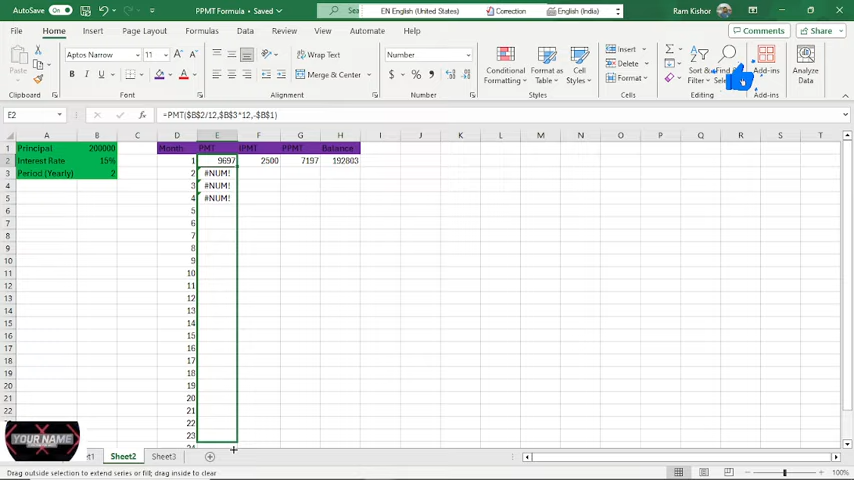 AutoSave On PPMT Formula • Saved Sea EN English (United States) Correction English (India) Ram Kishor
File Home Insert Page Layout Formulas Data Review View Automate Help Comments Share
Paste Aptos Narrow 11 A A Wrap Text Number Conditional Formatting Format as Table Cell Styles Insert Sort & Filter Find & Add-ins Analyze Data
B I U Merge & Center $ % Delete
Format
Clipboard Font Alignment Number Styles Cells Editing Add-ins
E2 fx =PMT($B$2/12,$B$3*12,-$B$1)
A B C D E F G H I J K L M N O P Q R S T
1 Principal 200000 Month PMT IPMT PPMT Balance
2 Interest Rate 15% 1 9697 2500 7197 192803
3 Period (Yearly) 2 2 #NUM!
4 3 #NUM!
5 4 #NUM!
6 5
7 6
8 7
9 8
10 9
11 10
12 11
13 12
14 13
15 14
16 15
17 16
18 17
19 18
20 19
21 20
22 21
22
23
YOUR NAME
Sheet2 Sheet3
Drag outside selection to extend series or fill; drag inside to clear 100%